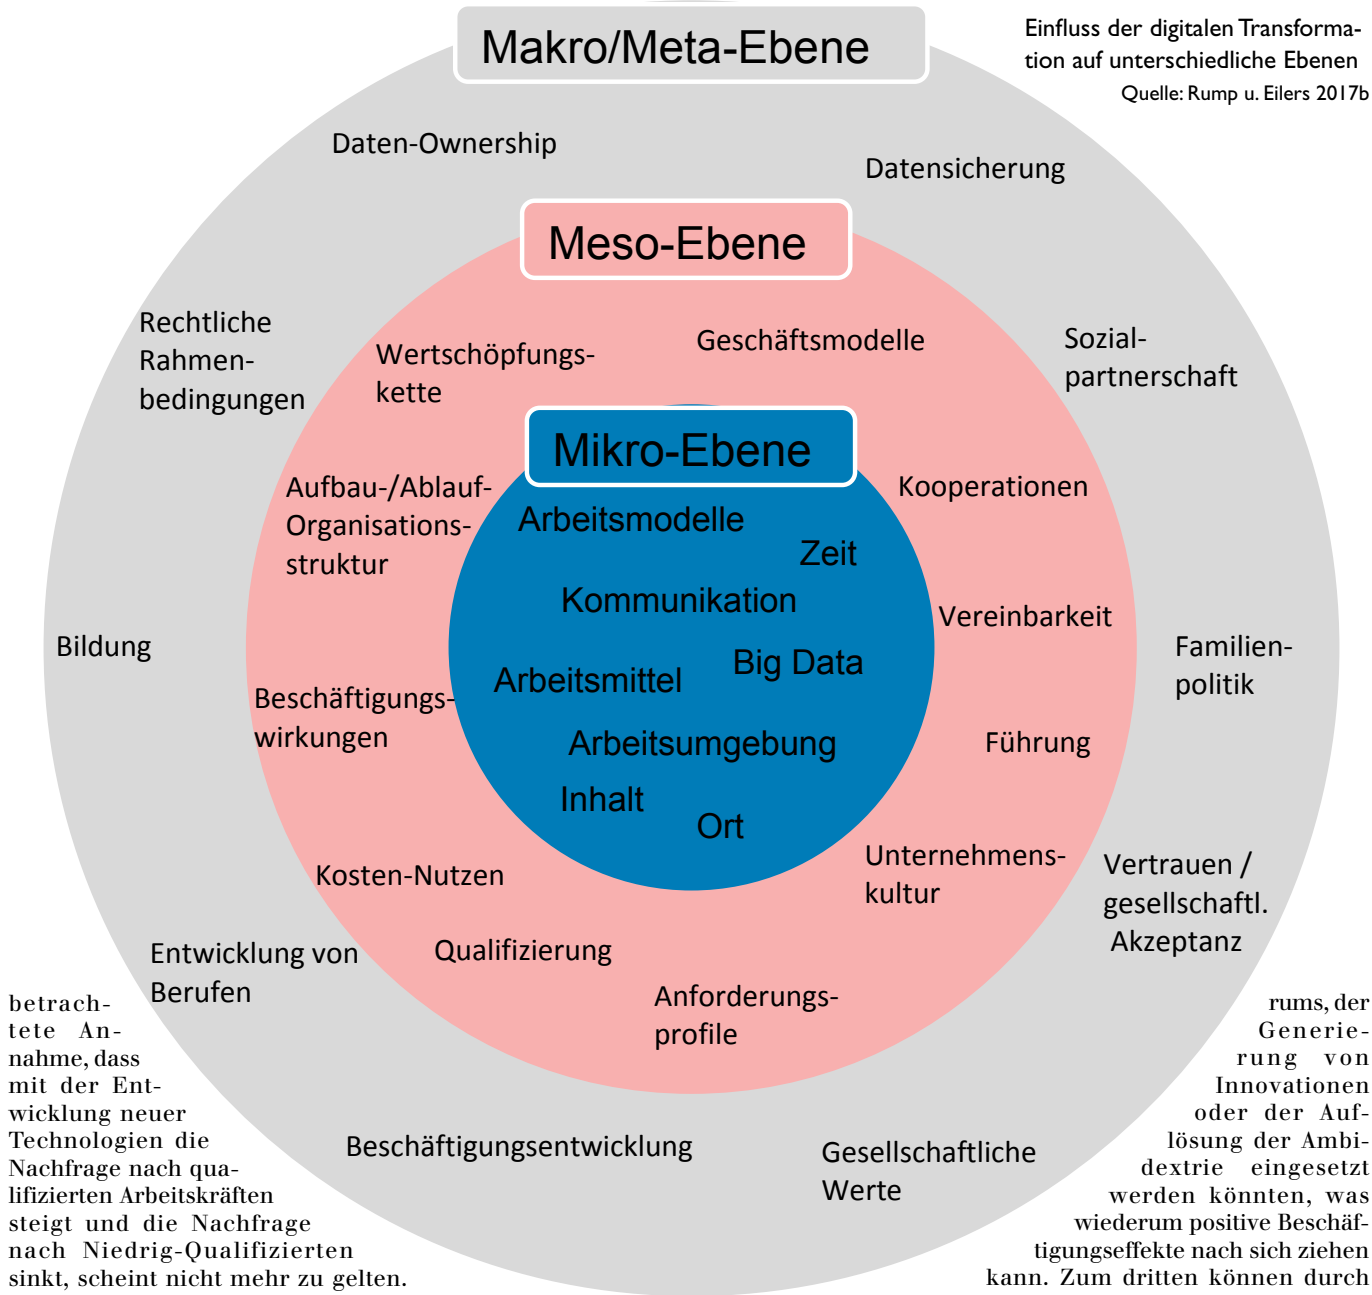 Makro/Meta-Ebene
Einfluss der digitalen Transforma-
tion auf unterschiedliche Ebenen
Quelle: Rump u. Eilers 2017b
Daten-Ownership
Datensicherung
Meso-Ebene
Rechtliche
Rahmen-
bedingungen
Wertschöpfungs-
kette
Geschäftsmodelle
Sozial-
partnerschaft
Mikro-Ebene
Aufbau-/Ablauf-
Organisations-
struktur
Kooperationen
Arbeitsmodelle
Zeit
Kommunikation
Vereinbarkeit
Bildung
Familien-
politik
Big Data
Arbeitsmittel
Beschäftigungs-
wirkungen
Arbeitsumgebung
Führung
Inhalt
Ort
Kosten-Nutzen
Unternehmens-
kultur
Vertrauen /
gesellschaftl.
Akzeptanz
Entwicklung von
Berufen
Qualifizierung
Anforderungs-
profile
Beschäftigungsentwicklung
Gesellschaftliche
Werte
betrach-
tete An-
nahme, dass
mit der Ent-
wicklung neuer
Technologien die
Nachfrage nach qua-
lifizierten Arbeitskräften
steigt und die Nachfrage
nach Niedrig-Qualifizierten
sinkt, scheint nicht mehr zu gelten.
rums, der
Generie-
rung von
Innovationen
oder der Auf-
lösung der Ambi-
dextrie eingesetzt
werden könnten, was
wiederum positive Beschäf-
tigungseffekte nach sich ziehen
kann. Zum dritten können durch